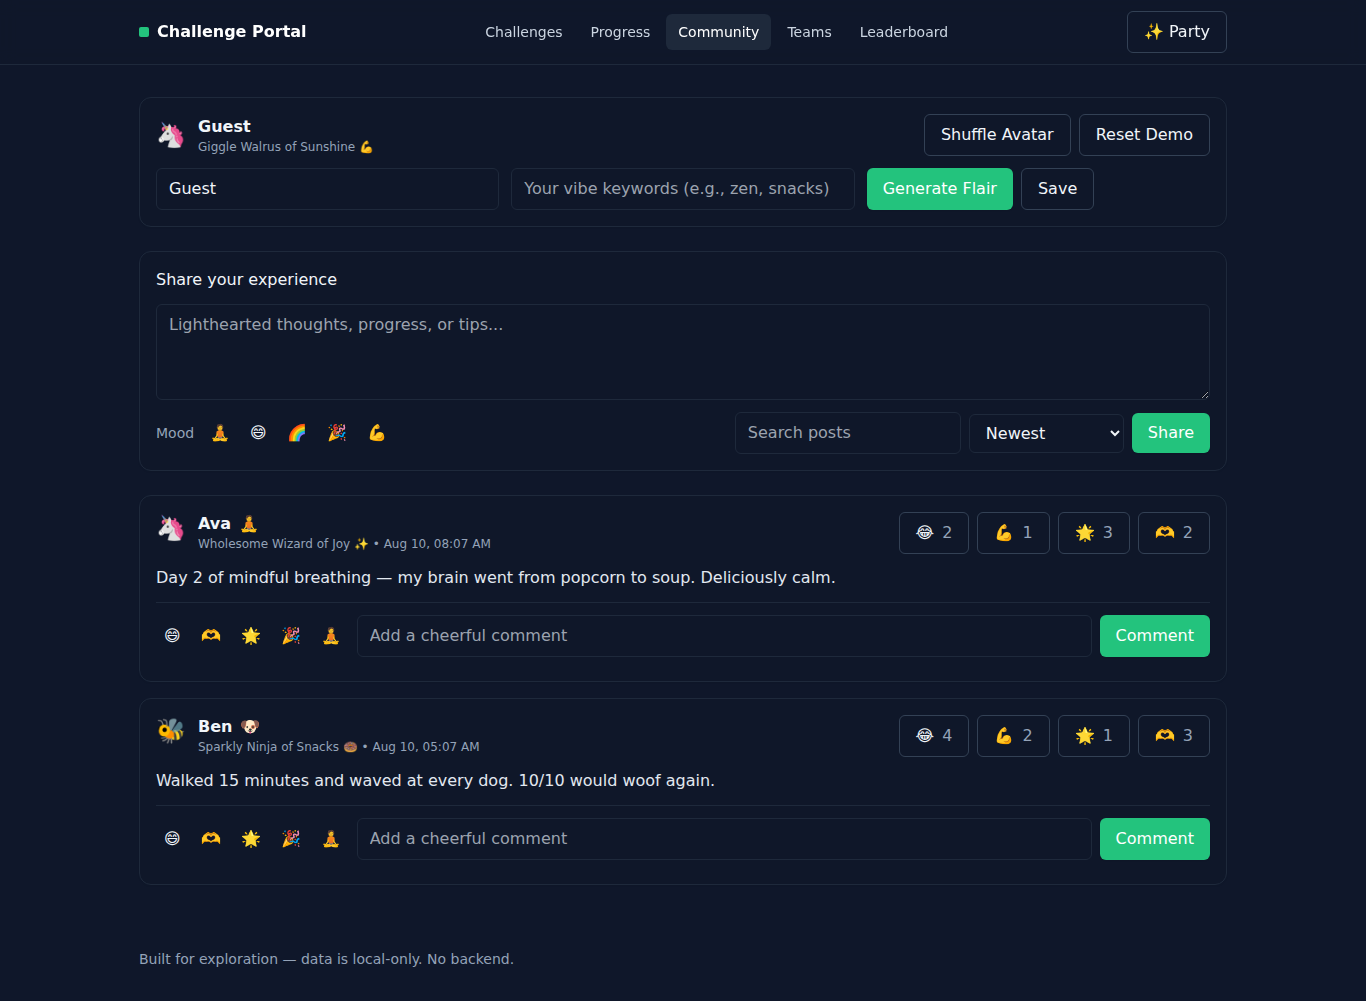 Challenge Portal
Challenges Progress Community Teams Leaderboard
✨ Party
Guest
Giggle Walrus of Sunshine 💪
Shuffle Avatar Reset Demo
Guest
Your vibe keywords (e.g., zen, snacks)
Generate Flair Save
Share your experience
Lighthearted thoughts, progress, or tips...
Mood 🧘 😄 🌈 🎉 💪
Search posts
Newest
Share
Ava 🧘
Wholesome Wizard of Joy ✨ • Aug 10, 08:07 AM
😂 2 💪 1 🌟 3 🫶 2
Day 2 of mindful breathing — my brain went from popcorn to soup. Deliciously calm.
😄 🫶 🌟 🎉 🧘 Add a cheerful comment Comment
Ben 🐶
Sparkly Ninja of Snacks 🍩 • Aug 10, 05:07 AM
😂 4 💪 2 🌟 1 🫶 3
Walked 15 minutes and waved at every dog. 10/10 would woof again.
😄 🫶 🌟 🎉 🧘 Add a cheerful comment Comment
Built for exploration — data is local-only. No backend.